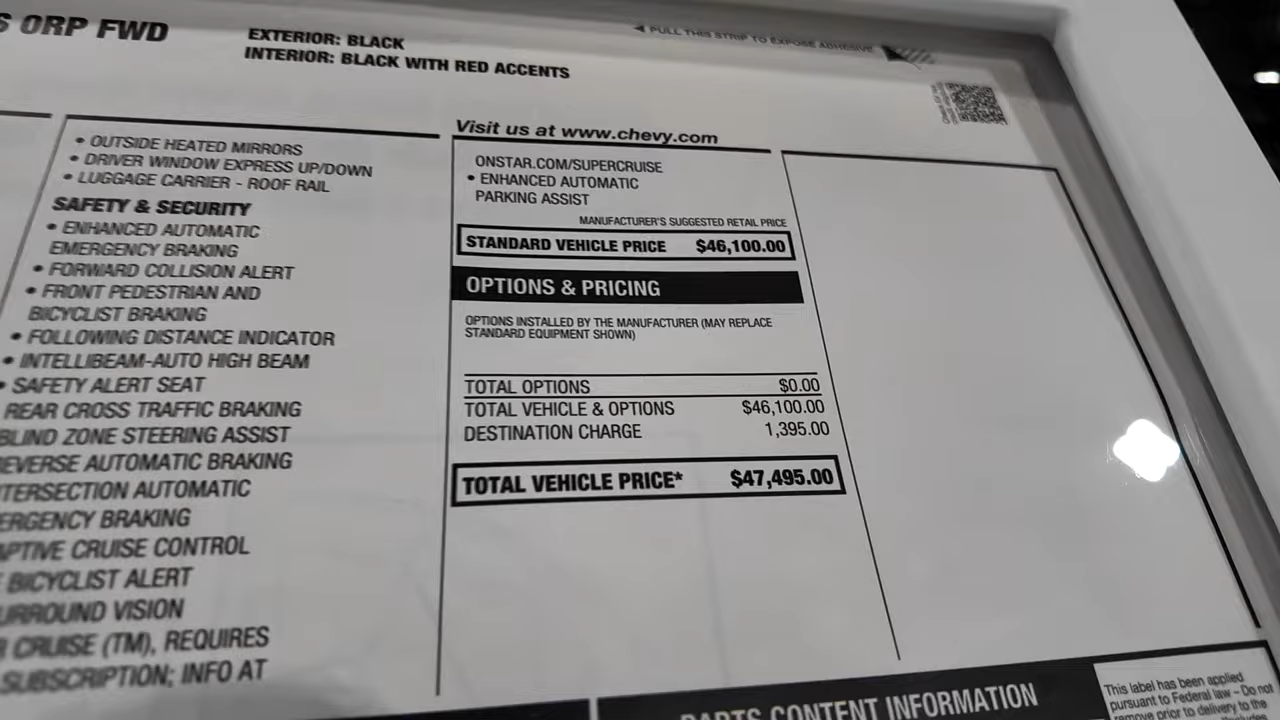 S ORP FWD
EXTERIOR: BLACK
INTERIOR: BLACK WITH RED ACCENTS
PULL THIS STRIP TO EXPOSE ADHESIVE
• OUTSIDE HEATED MIRRORS
• DRIVER WINDOW EXPRESS UP/DOWN
• LUGGAGE CARRIER - ROOF RAIL
SAFETY & SECURITY
• ENHANCED AUTOMATIC
EMERGENCY BRAKING
• FORWARD COLLISION ALERT
• FRONT PEDESTRIAN AND
BICYCLIST BRAKING
• FOLLOWING DISTANCE INDICATOR
• INTELLIBEAM-AUTO HIGH BEAM
• SAFETY ALERT SEAT
REAR CROSS TRAFFIC BRAKING
BLIND ZONE STEERING ASSIST
EVERSE AUTOMATIC BRAKING
TERSECTION AUTOMATIC
ERGENCY BRAKING
APTIVE CRUISE CONTROL
BICYCLIST ALERT
URROUND VISION
R CRUISE (TM), REQUIRES
SUBSCRIPTION; INFO AT
Visit us at www.chevy.com
ONSTAR.COM/SUPERCRUISE
• ENHANCED AUTOMATIC
PARKING ASSIST
MANUFACTURER'S SUGGESTED RETAIL PRICE
STANDARD VEHICLE PRICE $46,100.00
OPTIONS & PRICING
OPTIONS INSTALLED BY THE MANUFACTURER (MAY REPLACE
STANDARD EQUIPMENT SHOWN)
TOTAL OPTIONS $0.00
TOTAL VEHICLE & OPTIONS $46,100.00
DESTINATION CHARGE 1,395.00
TOTAL VEHICLE PRICE* $47,495.00
PARTS CONTENT INFORMATION
This label has been applied
pursuant to Federal law – Do not
remove prior to delivery to the